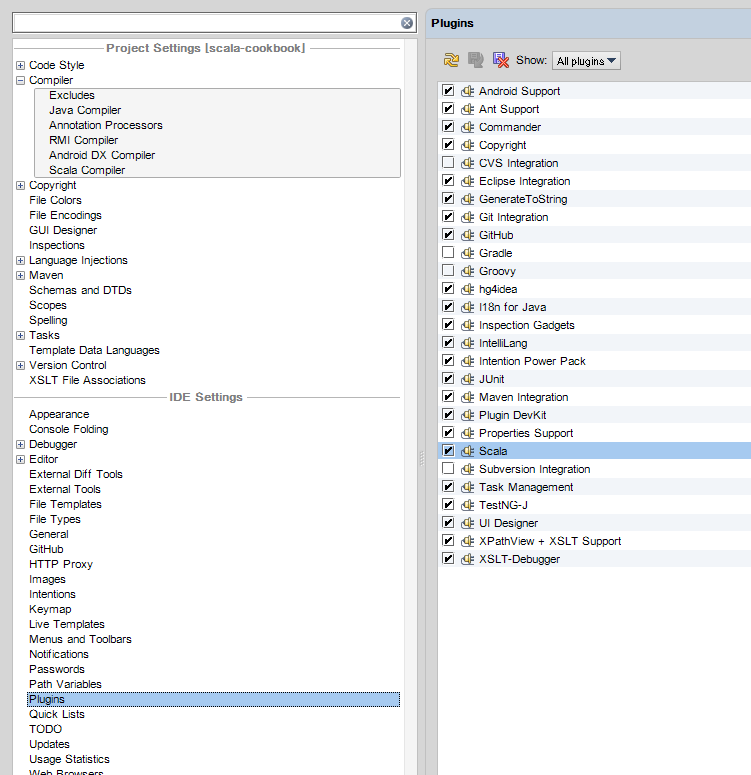 Project Settings [scala-cookbook]
Code Style
Compiler
Excludes
Java Compiler
Annotation Processors
RMI Compiler
Android DX Compiler
Scala Compiler
Copyright
File Colors
File Encodings
GUI Designer
Inspections
Language Injections
Maven
Schemas and DTDs
Scopes
Spelling
Tasks
Template Data Languages
Version Control
XSLT File Associations
IDE Settings
Appearance
Console Folding
Debugger
Editor
External Diff Tools
External Tools
File Templates
File Types
General
GitHub
HTTP Proxy
Images
Intentions
Keymap
Live Templates
Menus and Toolbars
Notifications
Passwords
Path Variables
Plugins
Quick Lists
TODO
Updates
Usage Statistics
Web Browsers
Plugins
Show: All plugins
Android Support
Ant Support
Commander
Copyright
CVS Integration
Eclipse Integration
GenerateToString
Git Integration
GitHub
Gradle
Groovy
hg4idea
I18n for Java
Inspection Gadgets
IntelliLang
Intention Power Pack
JUnit
Maven Integration
Plugin DevKit
Properties Support
Scala
Subversion Integration
Task Management
TestNG-J
UI Designer
XPathView + XSLT Support
XSLT-Debugger